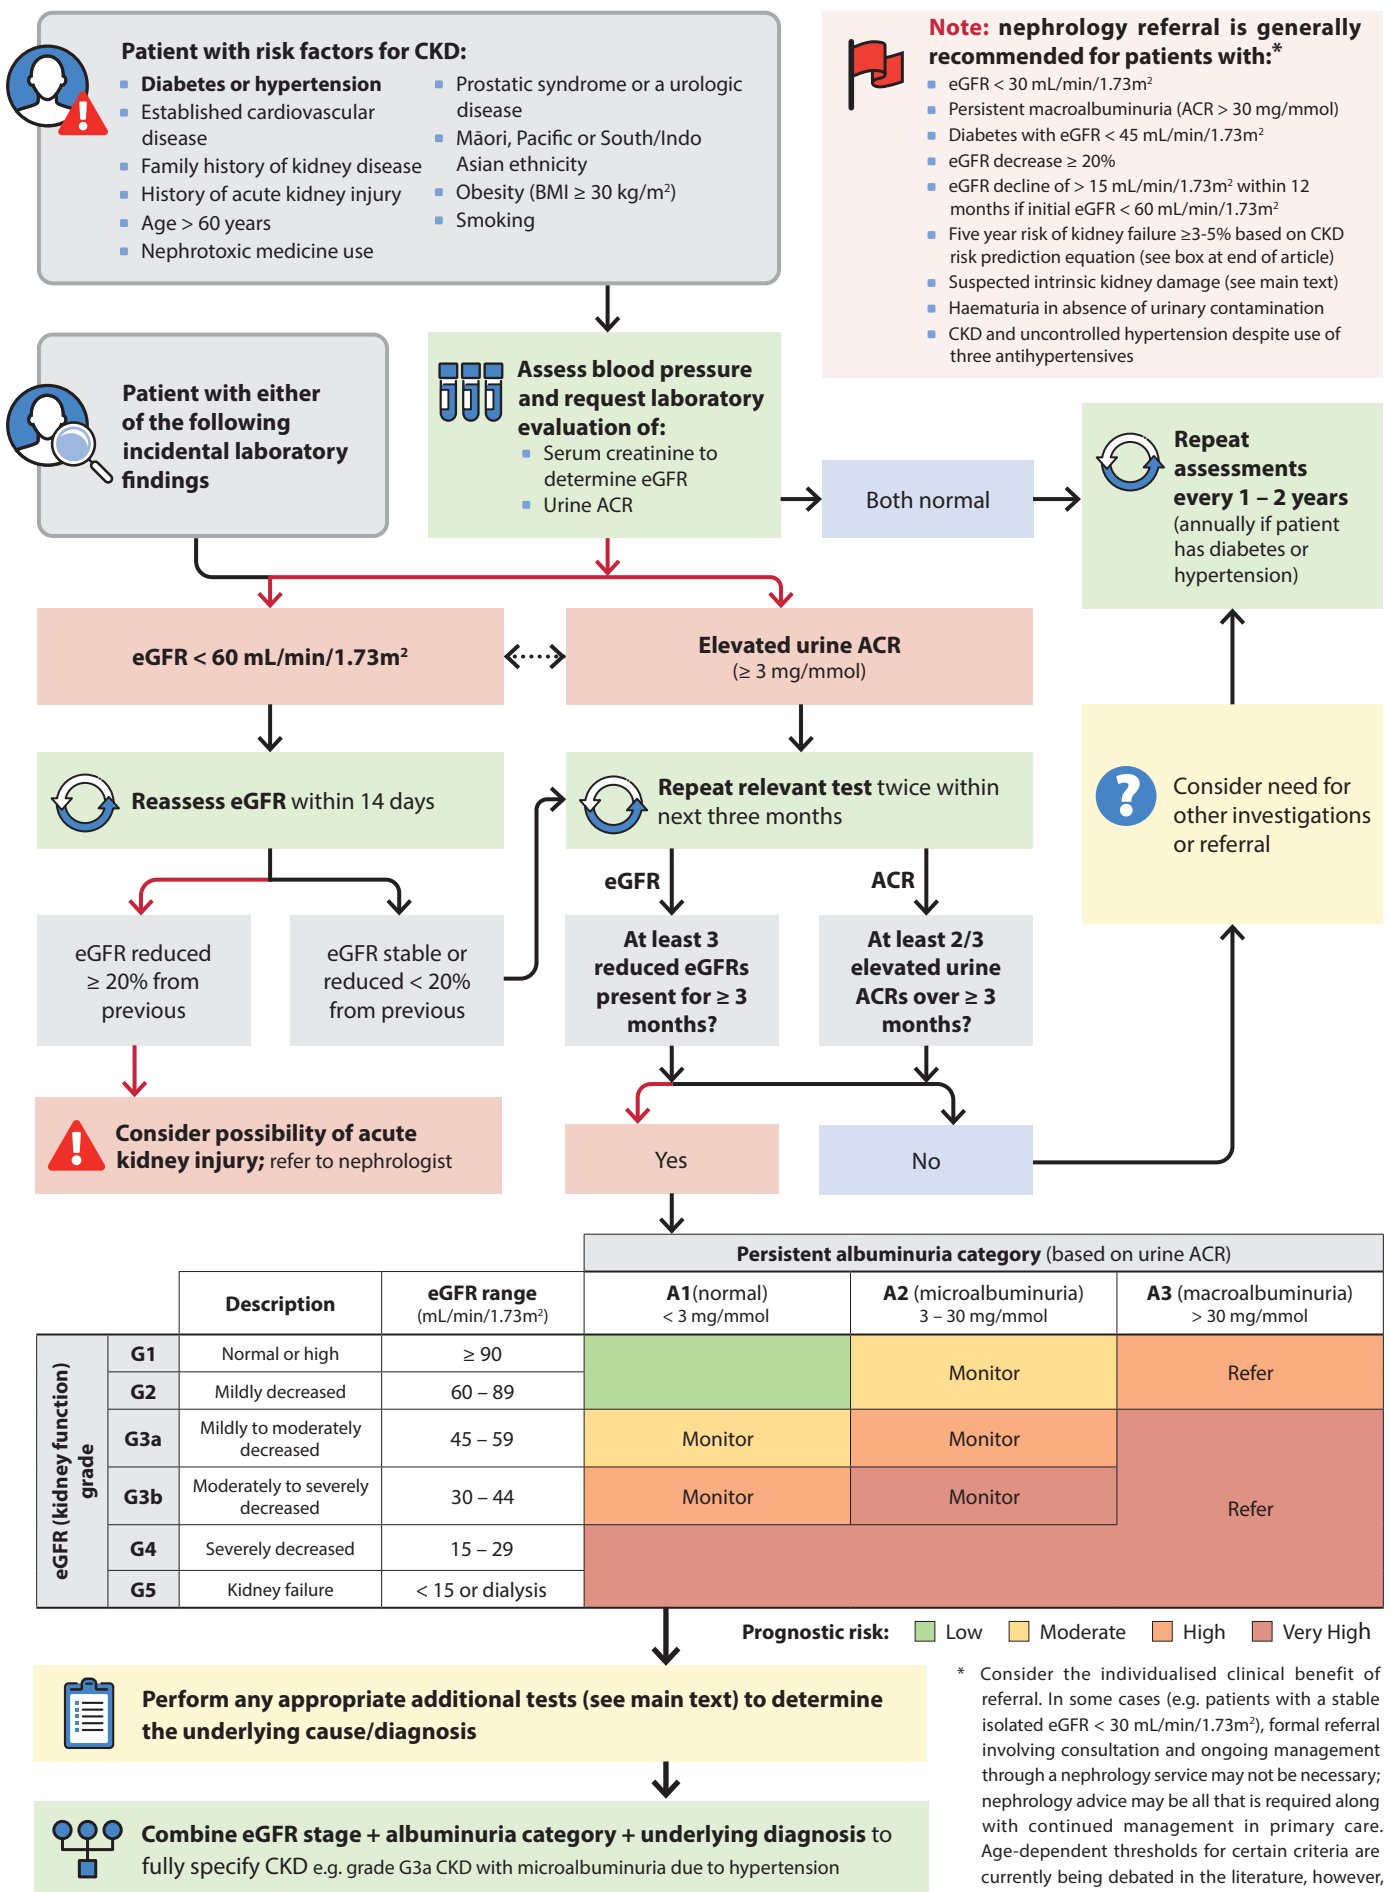 Patient with risk factors for CKD:
Diabetes or hypertension
Established cardiovascular
disease
Family history of kidney disease
History of acute kidney injury
Age > 60 years
Nephrotoxic medicine use
Prostatic syndrome or a urologic
disease
Māori, Pacific or South/Indo
Asian ethnicity
Obesity (BMI ≥ 30 kg/m²)
Smoking
Note: nephrology referral is generally
recommended for patients with:*
eGFR < 30 mL/min/1.73m²
Persistent macroalbuminuria (ACR > 30 mg/mmol)
Diabetes with eGFR < 45 mL/min/1.73m²
eGFR decrease ≥ 20%
eGFR decline of > 15 mL/min/1.73m² within 12
months if initial eGFR < 60 mL/min/1.73m²
Five year risk of kidney failure ≥3-5% based on CKD
risk prediction equation (see box at end of article)
Suspected intrinsic kidney damage (see main text)
Haematuria in absence of urinary contamination
CKD and uncontrolled hypertension despite use of
three antihypertensives
Patient with either
of the following
incidental laboratory
findings
Assess blood pressure
and request laboratory
evaluation of:
Serum creatinine to
determine eGFR
Urine ACR
Both normal
Repeat
assessments
every 1 – 2 years
(annually if patient
has diabetes or
hypertension)
eGFR < 60 mL/min/1.73m²
Elevated urine ACR
(≥ 3 mg/mmol)
Reassess eGFR within 14 days
Repeat relevant test twice within
next three months
?
Consider need for
other investigations
or referral
eGFR
ACR
eGFR reduced
≥ 20% from
previous
eGFR stable or
reduced < 20%
from previous
At least 3
reduced eGFRs
present for ≥ 3
months?
At least 2/3
elevated urine
ACRs over ≥ 3
months?
Consider possibility of acute
kidney injury; refer to nephrologist
Yes
No
Persistent albuminuria category (based on urine ACR)
Description
eGFR range
(mL/min/1.73m²)
A1(normal)
< 3 mg/mmol
A2 (microalbuminuria)
3 – 30 mg/mmol
A3 (macroalbuminuria)
> 30 mg/mmol
eGFR (kidney function)
grade
G1
Normal or high
≥ 90
G2
Mildly decreased
60 – 89
Monitor
Refer
G3a
Mildly to moderately
decreased
45 – 59
Monitor
Monitor
G3b
Moderately to severely
decreased
30 – 44
Monitor
Monitor
Refer
G4
Severely decreased
15 – 29
G5
Kidney failure
< 15 or dialysis
Prognostic risk: Low Moderate High Very High
Perform any appropriate additional tests (see main text) to determine
the underlying cause/diagnosis
Combine eGFR stage + albuminuria category + underlying diagnosis to
fully specify CKD e.g. grade G3a CKD with microalbuminuria due to hypertension
* Consider the individualised clinical benefit of
referral. In some cases (e.g. patients with a stable
isolated eGFR < 30 mL/min/1.73m²), formal referral
involving consultation and ongoing management
through a nephrology service may not be necessary;
nephrology advice may be all that is required along
with continued management in primary care.
Age-dependent thresholds for certain criteria are
currently being debated in the literature, however,